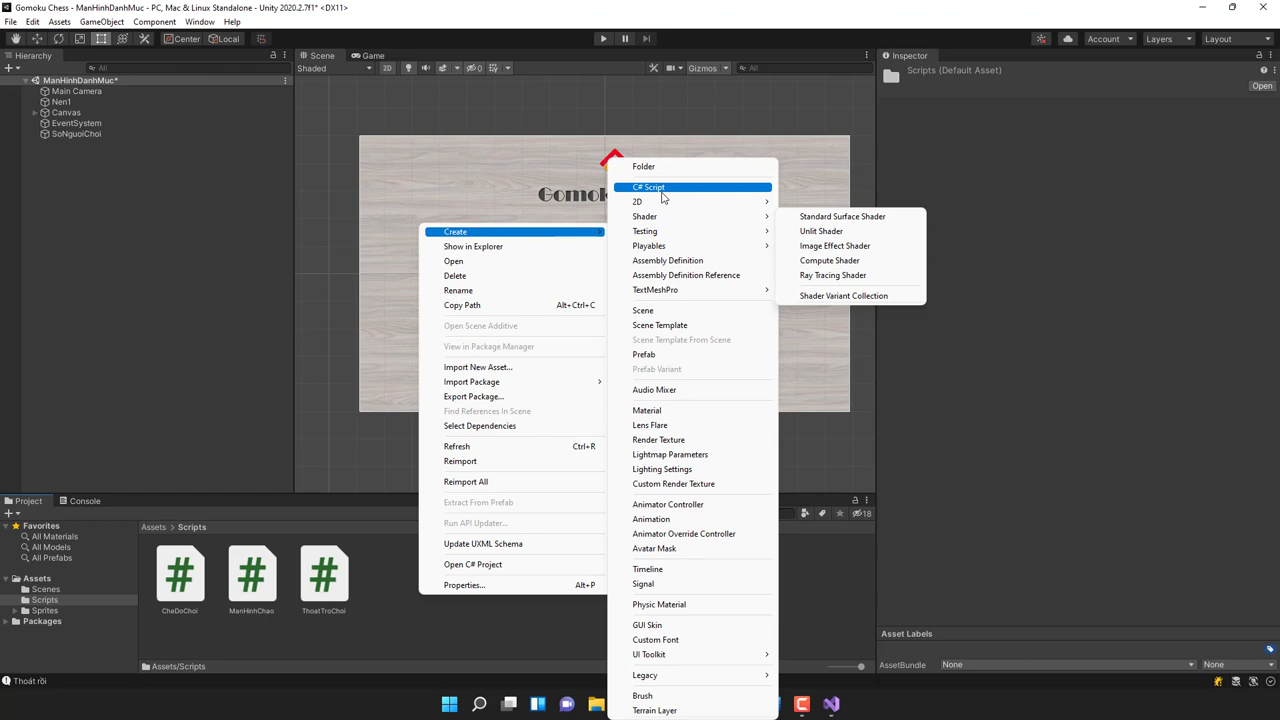 Gomoku Chess - ManHinhDanhMuc - PC, Mac & Linux Standalone - Unity 2020.2.7f1* <DX11>
File Edit Assets GameObject Component Window Help
Center Local Account Layers Layout
Hierarchy
All
ManHinhDanhMuc*
Main Camera
Nen1
Canvas
EventSystem
SoNguoiChoi
Scene Game
Shaded 2D 0 Gizmos All
Gomok
Create
Show in Explorer
Open
Delete
Rename
Copy Path Alt+Ctrl+C
Open Scene Additive
View in Package Manager
Import New Asset...
Import Package
Export Package...
Find References In Scene
Select Dependencies
Refresh Ctrl+R
Reimport
Reimport All
Extract From Prefab
Run API Updater...
Update UXML Schema
Open C# Project
Properties... Alt+P
Folder
C# Script
2D
Shader
Testing
Playables
Assembly Definition
Assembly Definition Reference
TextMeshPro
Scene
Scene Template
Scene Template From Scene
Prefab
Prefab Variant
Audio Mixer
Material
Lens Flare
Render Texture
Lightmap Parameters
Lighting Settings
Custom Render Texture
Animator Controller
Animation
Animator Override Controller
Avatar Mask
Timeline
Signal
Physic Material
GUI Skin
Custom Font
UI Toolkit
Legacy
Brush
Terrain Layer
Standard Surface Shader
Unlit Shader
Image Effect Shader
Compute Shader
Ray Tracing Shader
Shader Variant Collection
Inspector
Scripts (Default Asset)
Open
Asset Labels
AssetBundle None None
Project Console
18
Favorites
All Materials
All Models
All Prefabs
Assets
Scenes
Scripts
Sprites
Packages
Assets > Scripts
# # #
CheDoChoi ManHinhChao ThoatTroChoi
Assets/Scripts
Thoát rồi